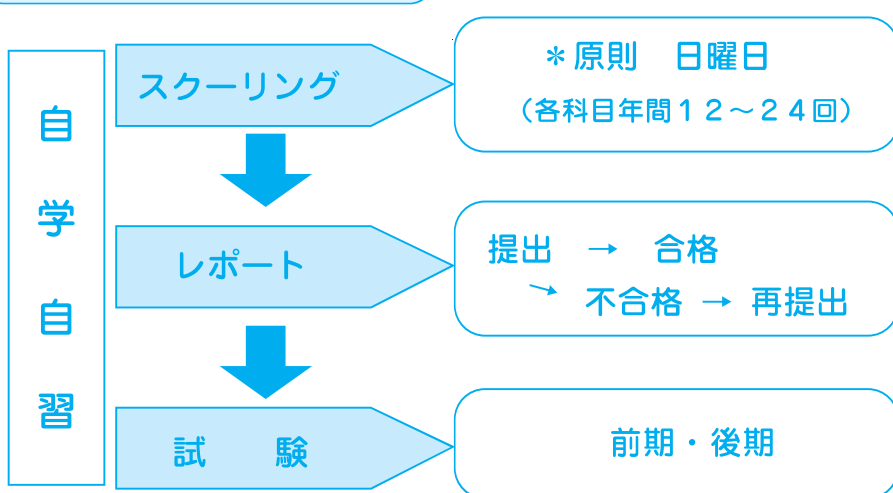 自学自習
スクーリング
＊原則　日曜日
（各科目年間１２～２４回）
レポート
提出　→　合格
→　不合格 → 再提出
試　　験
前期・後期